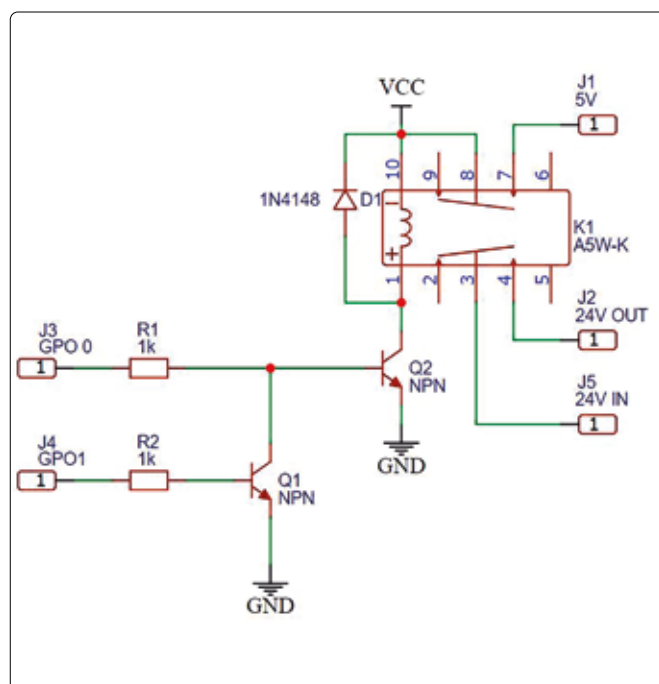 VCC
J1
5V
1
10
9
8
7
6
1N4148
D1
K1
A5W-K
1
2
3
4
5
J2
24V OUT
1
J3
GPO 0
1
R1
1k
Q2
NPN
J5
24V IN
1
GND
J4
GPO1
1
R2
1k
Q1
NPN
GND